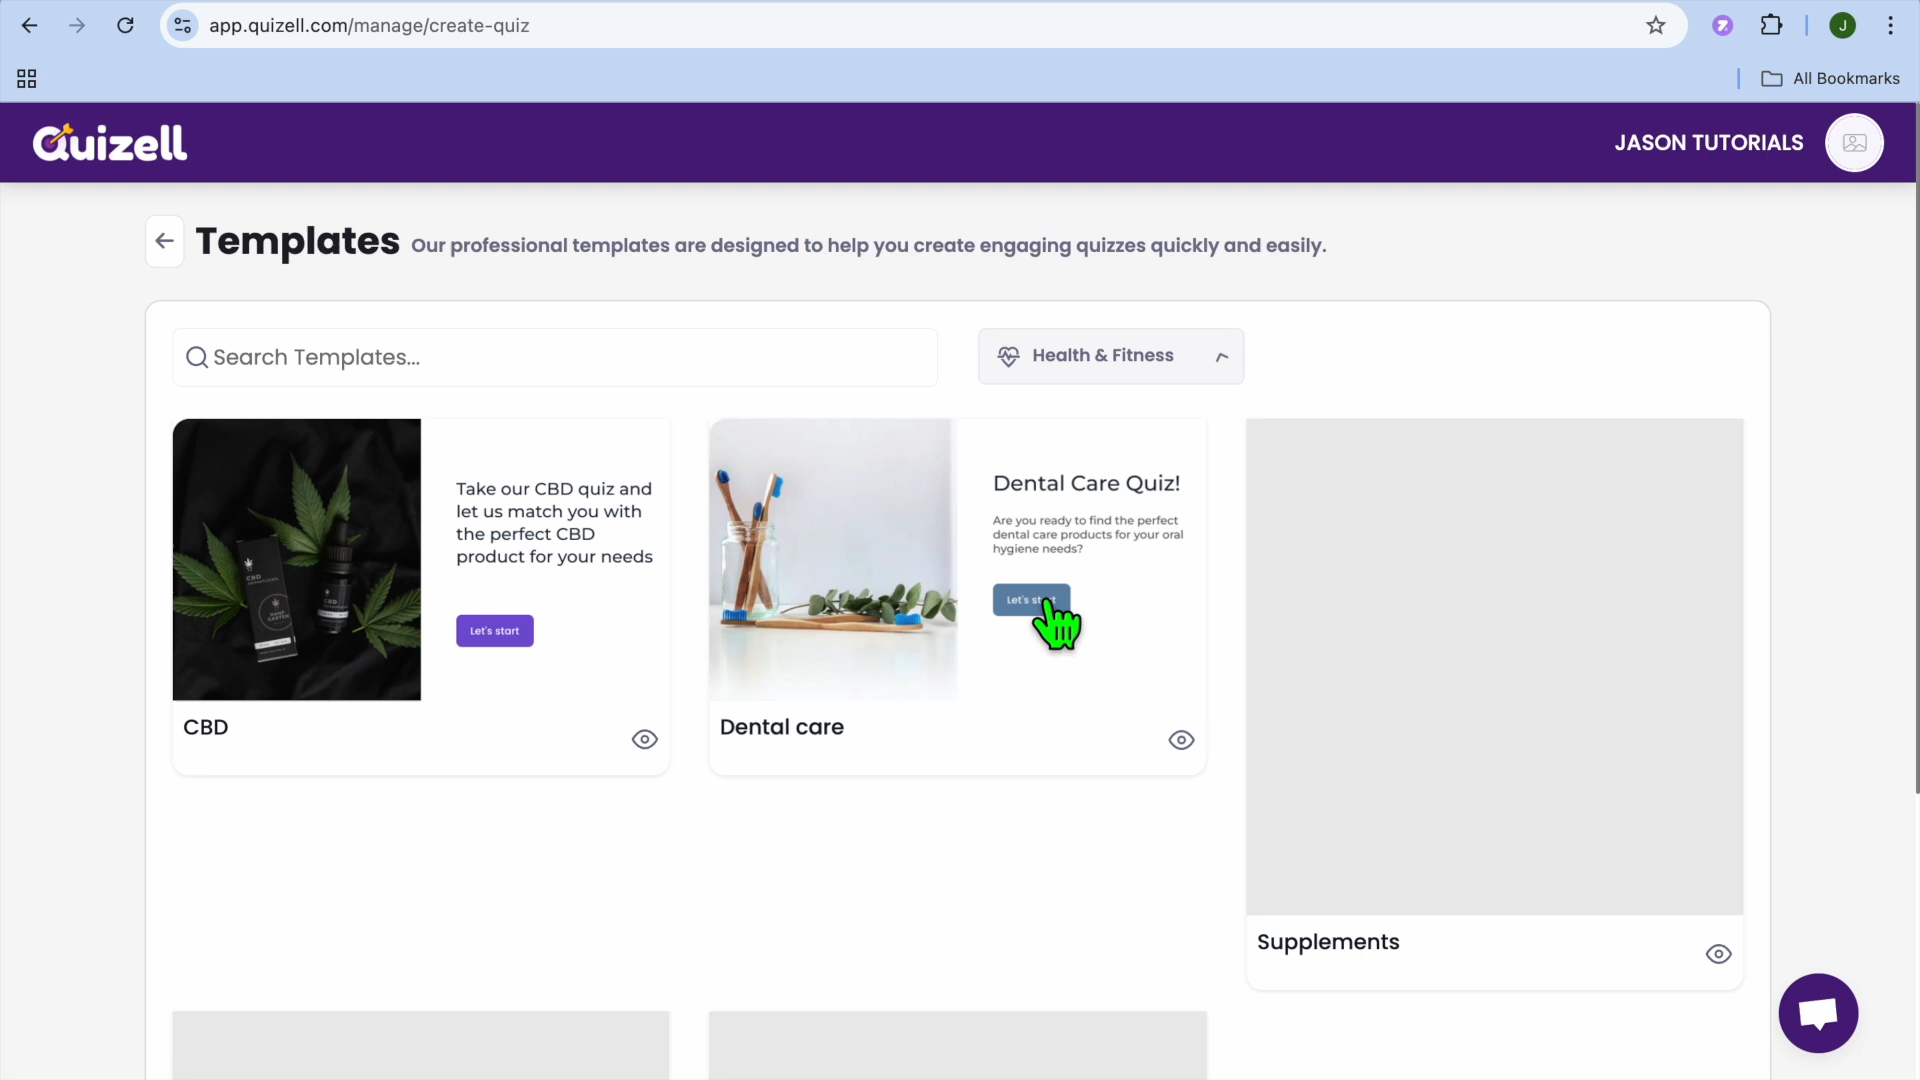 app.quizell.com/manage/create-quiz
J
All Bookmarks
Quizell
JASON TUTORIALS
Templates
Our professional templates are designed to help you create engaging quizzes quickly and easily.
Search Templates...
Health & Fitness
Take our CBD quiz and
let us match you with
the perfect CBD
product for your needs
Let's start
CBD
Dental Care Quiz!
Are you ready to find the perfect
dental care products for your oral
hygiene needs?
Let's start
Dental care
Supplements